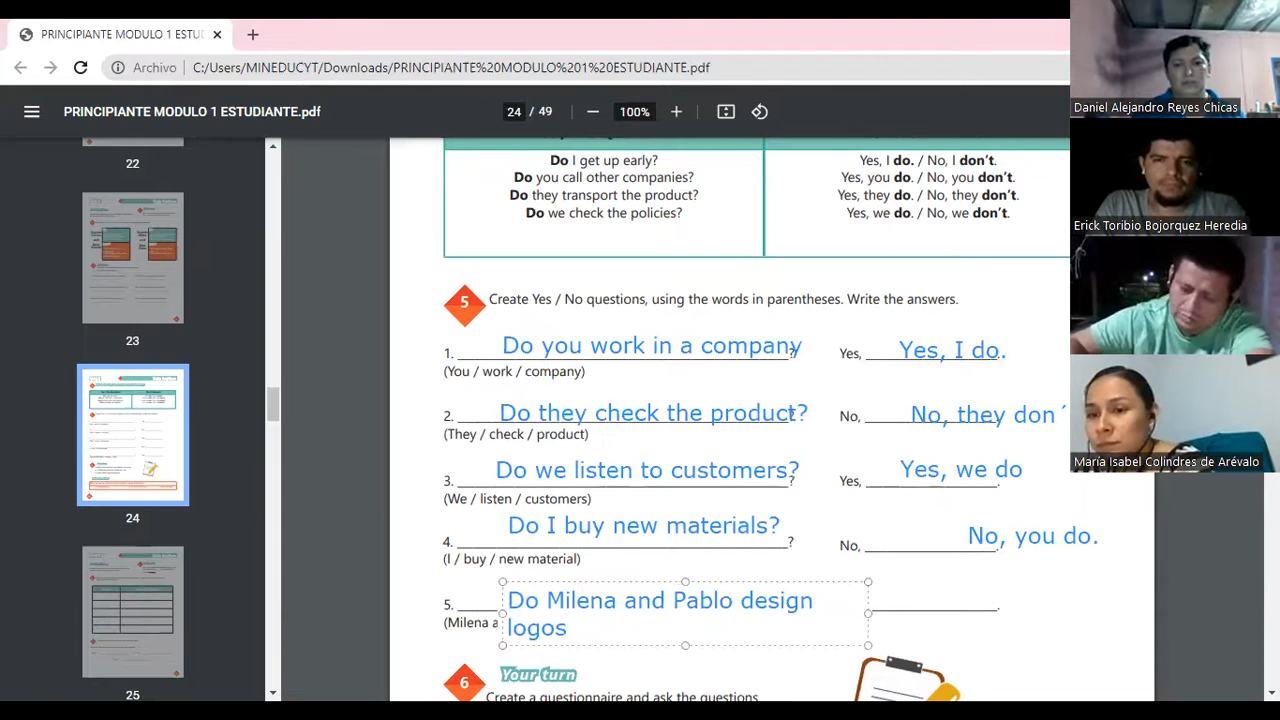 PRINCIPIANTE MODULO 1 ESTU
Archivo C:/Users/MINEDUCYT/Downloads/PRINCIPIANTE%20MODULO%201%20ESTUDIANTE.pdf
PRINCIPIANTE MODULO 1 ESTUDIANTE.pdf 24 / 49 100%
22
23
24
25
Do I get up early? Yes, I do. / No, I don't.
Do you call other companies? Yes, you do. / No, you don't.
Do they transport the product? Yes, they do. / No, they don't.
Do we check the policies? Yes, we do. / No, we don't.
5 Create Yes / No questions, using the words in parentheses. Write the answers.
1. Do you work in a company? Yes, Yes, I do.
(You / work / company)
2. Do they check the product? No, No, they don´
(They / check / product)
3. Do we listen to customers? Yes, Yes, we do
(We / listen / customers)
4. Do I buy new materials? ? No, No, you do.
(I / buy / new material)
5. Do Milena and Pablo design
logos
(Milena a
6 Your turn
Create a questionnaire and ask the questions
Daniel Alejandro Reyes Chicas
Erick Toribio Bojorquez Heredia
María Isabel Colindres de Arévalo